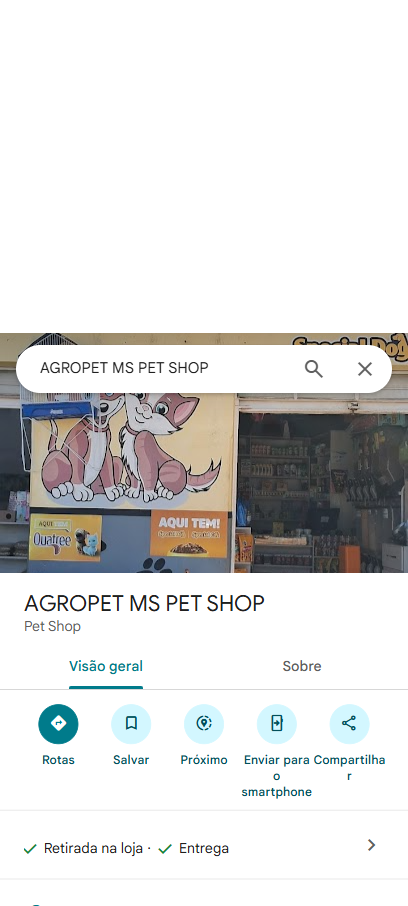 Special Dog
AGROPET MS PET SHOP
AQUI TEM!
Quatree
AQUI TEM!
AGROPET MS PET SHOP
Pet Shop
Visão geral
Sobre
Rotas
Salvar
Próximo
Enviar para
o
smartphone
Compartilha
r
Retirada na loja · Entrega